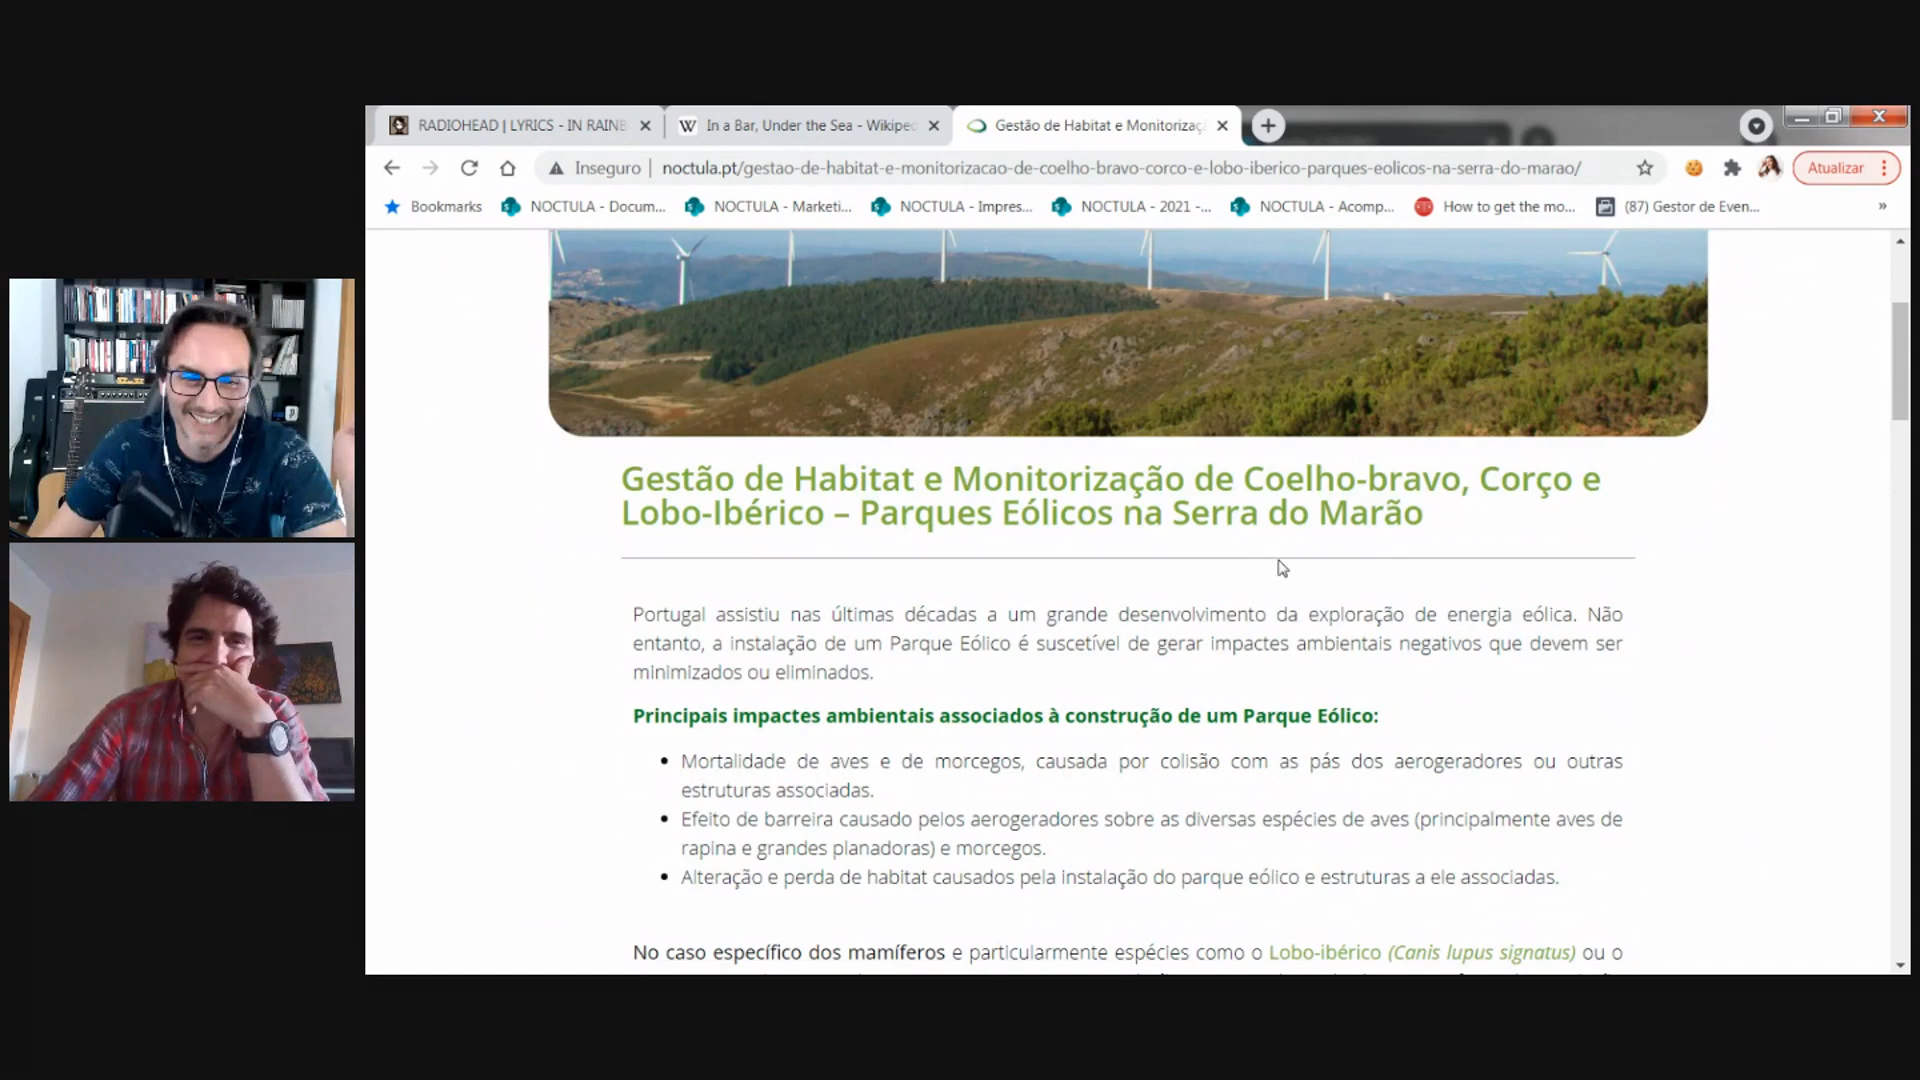 RADIOHEAD | LYRICS - IN RAINB
In a Bar, Under the Sea - Wikiped
Gestão de Habitat e Monitorizaç
Inseguro | noctula.pt/gestao-de-habitat-e-monitorizacao-de-coelho-bravo-corco-e-lobo-iberico-parques-eolicos-na-serra-do-marao/
Atualizar
Bookmarks
NOCTULA - Docum...
NOCTULA - Marketi...
NOCTULA - Impres...
NOCTULA - 2021 -...
NOCTULA - Acomp...
How to get the mo...
(87) Gestor de Even...
»
Gestão de Habitat e Monitorização de Coelho-bravo, Corço e
Lobo-Ibérico – Parques Eólicos na Serra do Marão
Portugal assistiu nas últimas décadas a um grande desenvolvimento da exploração de energia eólica. Não
entanto, a instalação de um Parque Eólico é suscetível de gerar impactes ambientais negativos que devem ser
minimizados ou eliminados.
Principais impactes ambientais associados à construção de um Parque Eólico:
• Mortalidade de aves e de morcegos, causada por colisão com as pás dos aerogeradores ou outras
estruturas associadas.
• Efeito de barreira causado pelos aerogeradores sobre as diversas espécies de aves (principalmente aves de
rapina e grandes planadoras) e morcegos.
• Alteração e perda de habitat causados pela instalação do parque eólico e estruturas a ele associadas.
No caso específico dos mamíferos e particularmente espécies como o Lobo-ibérico (Canis lupus signatus) ou o